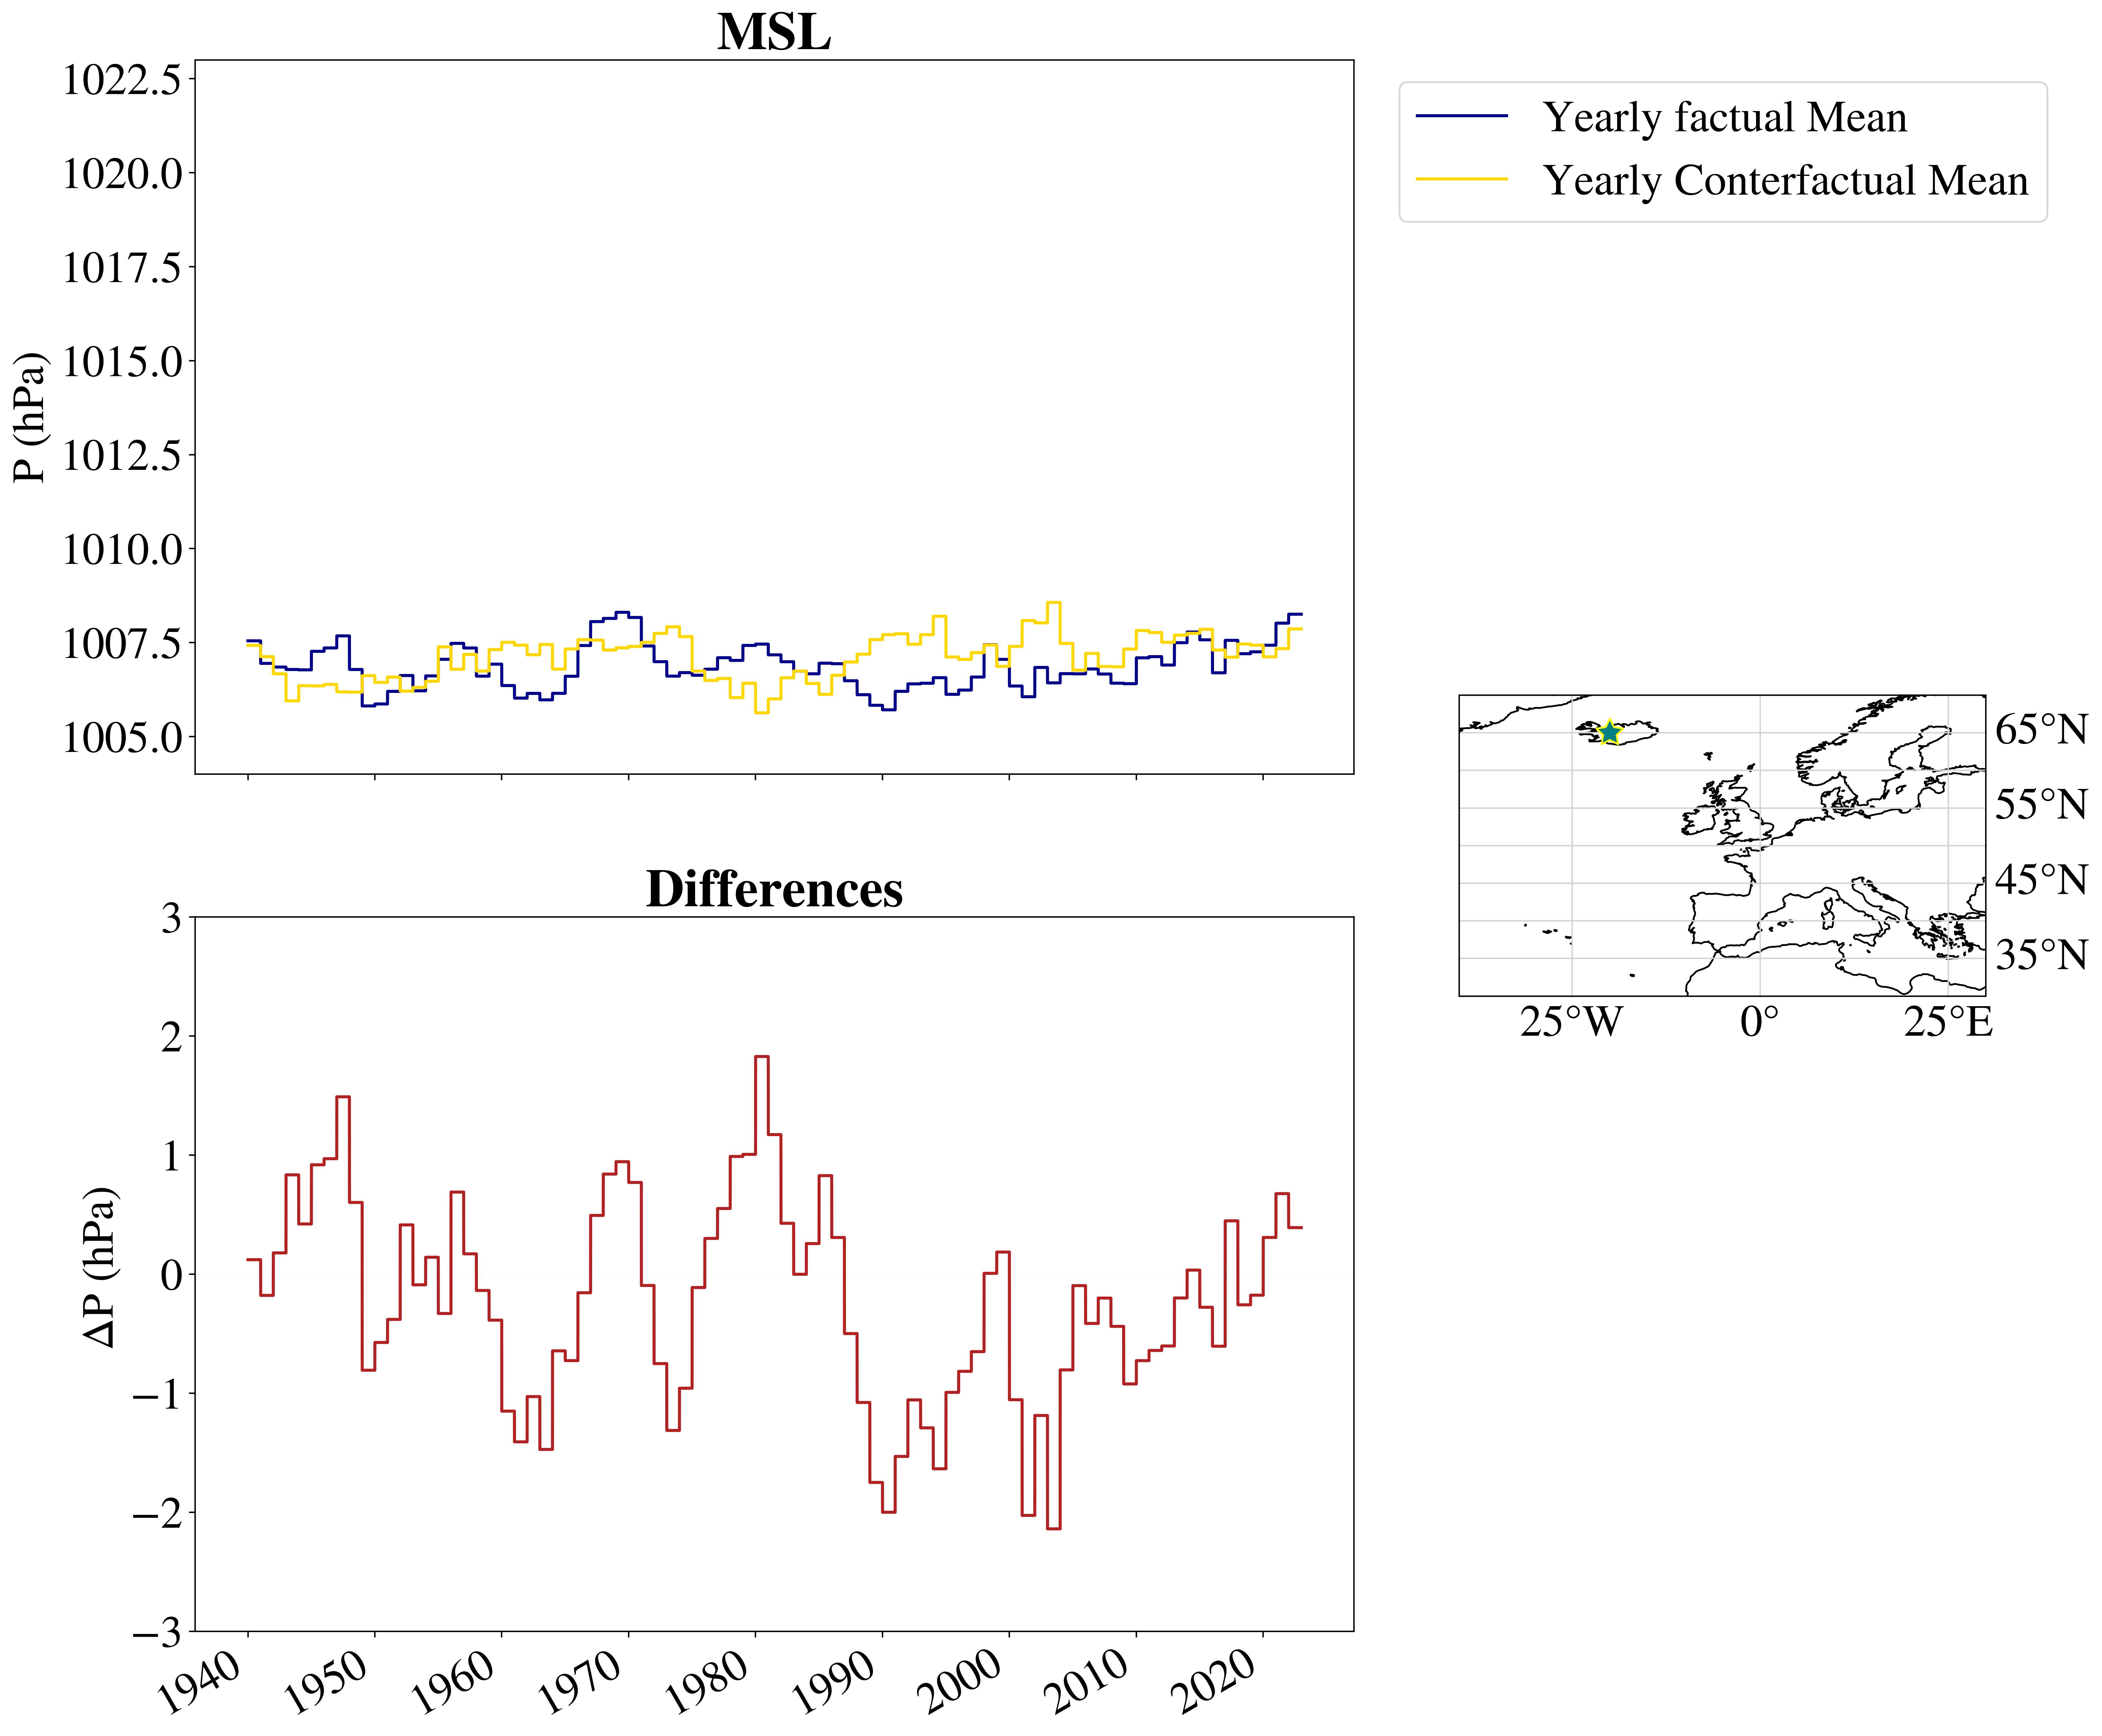 MSL
1022.5
1020.0
1017.5
1015.0
1012.5
1010.0
1007.5
1005.0
P (hPa)
Yearly factual Mean
Yearly Conterfactual Mean
65°N
55°N
45°N
35°N
25°W 0° 25°E
Differences
3
2
1
0
−1
−2
−3
ΔP (hPa)
1940 1950 1960 1970 1980 1990 2000 2010 2020